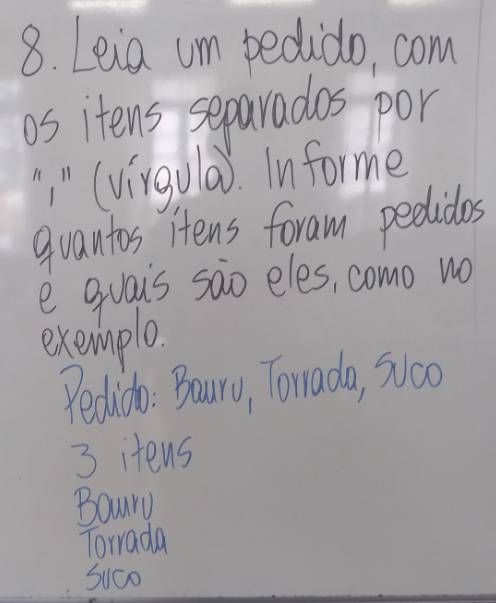 8. Leia um pedido, com
os itens separados por
"," (vírgula). Informe
quantos itens foram pedidos
e quais são eles, como no
exemplo.
Pedido: Bauru, Torrada, Suco
3 itens
Bauru
Torrada
Suco